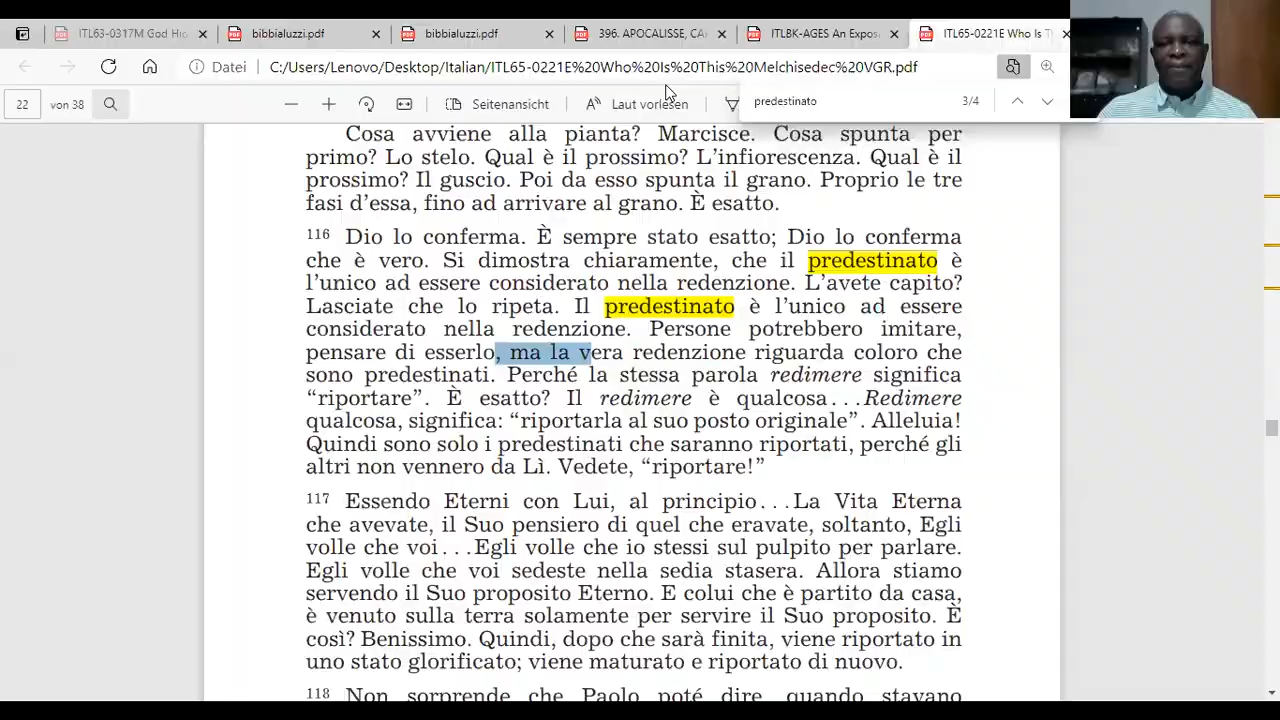 ITL63-0317M God Hid
bibbialuzzi.pdf
bibbialuzzi.pdf
396. APOCALISSE, CA
ITLBK-AGES An Expos
ITL65-0221E Who Is T
Datei
C:/Users/Lenovo/Desktop/Italian/ITL65-0221E%20Who%20Is%20This%20Melchisedec%20VGR.pdf
22 von 38
Seitenansicht
Laut vorlesen
predestinato 3/4
Cosa avviene alla pianta? Marcisce. Cosa spunta per
primo? Lo stelo. Qual è il prossimo? L’infiorescenza. Qual è il
prossimo? Il guscio. Poi da esso spunta il grano. Proprio le tre
fasi d’essa, fino ad arrivare al grano. È esatto.
116 Dio lo conferma. È sempre stato esatto; Dio lo conferma
che è vero. Si dimostra chiaramente, che il predestinato è
l’unico ad essere considerato nella redenzione. L’avete capito?
Lasciate che lo ripeta. Il predestinato è l’unico ad essere
considerato nella redenzione. Persone potrebbero imitare,
pensare di esserlo, ma la vera redenzione riguarda coloro che
sono predestinati. Perché la stessa parola redimere significa
“riportare”. È esatto? Il redimere è qualcosa...Redimere
qualcosa, significa: “riportarla al suo posto originale”. Alleluia!
Quindi sono solo i predestinati che saranno riportati, perché gli
altri non vennero da Lì. Vedete, “riportare!”
117 Essendo Eterni con Lui, al principio...La Vita Eterna
che avevate, il Suo pensiero di quel che eravate, soltanto, Egli
volle che voi...Egli volle che io stessi sul pulpito per parlare.
Egli volle che voi sedeste nella sedia stasera. Allora stiamo
servendo il Suo proposito Eterno. E colui che è partito da casa,
è venuto sulla terra solamente per servire il Suo proposito. È
così? Benissimo. Quindi, dopo che sarà finita, viene riportato in
uno stato glorificato; viene maturato e riportato di nuovo.
118 Non sorprende che Paolo poté dire, quando stavano